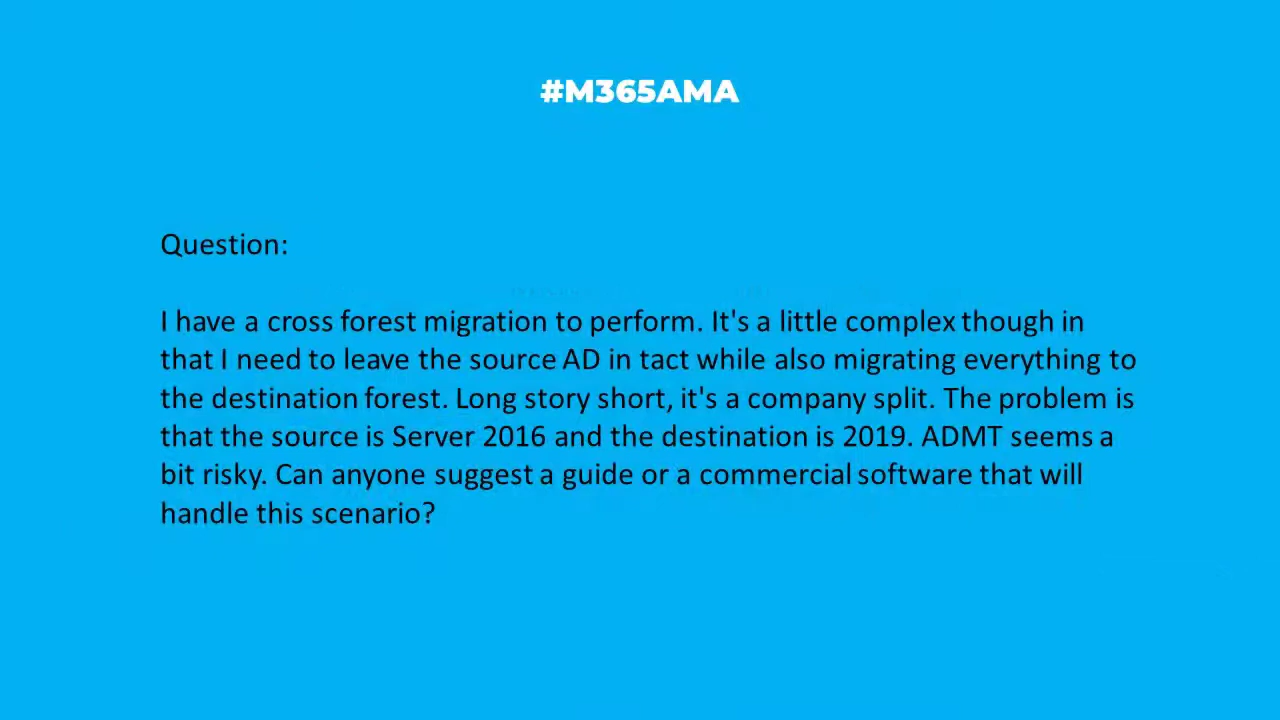 #M365AMA
Question:
I have a cross forest migration to perform. It's a little complex though in
that I need to leave the source AD in tact while also migrating everything to
the destination forest. Long story short, it's a company split. The problem is
that the source is Server 2016 and the destination is 2019. ADMT seems a
bit risky. Can anyone suggest a guide or a commercial software that will
handle this scenario?